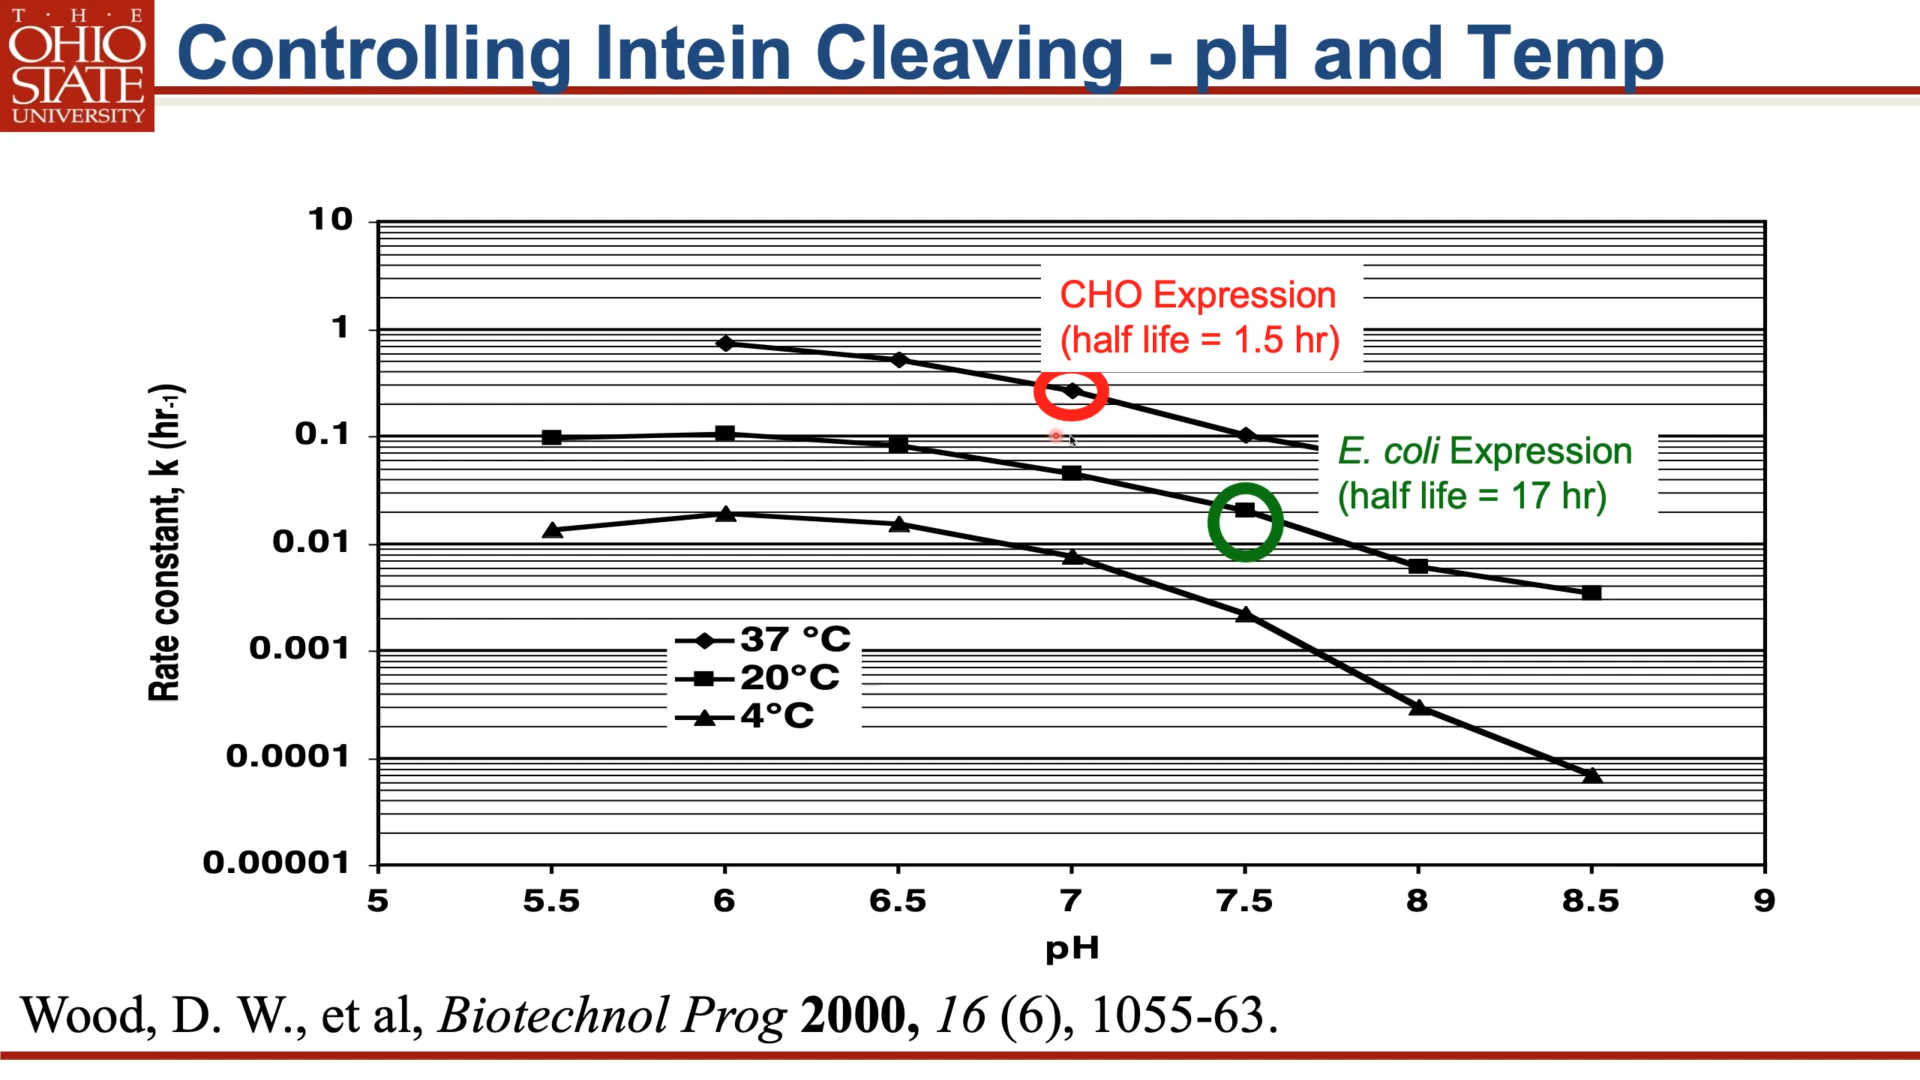 T · H · E
OHIO
STATE
UNIVERSITY
Controlling Intein Cleaving - pH and Temp
10
1
0.1
0.01
0.001
0.0001
0.00001
Rate constant, k (hr-1)
CHO Expression
(half life = 1.5 hr)
E. coli Expression
(half life = 17 hr)
37 °C
20°C
4°C
5 5.5 6 6.5 7 7.5 8 8.5 9
pH
Wood, D. W., et al, Biotechnol Prog 2000, 16 (6), 1055-63.